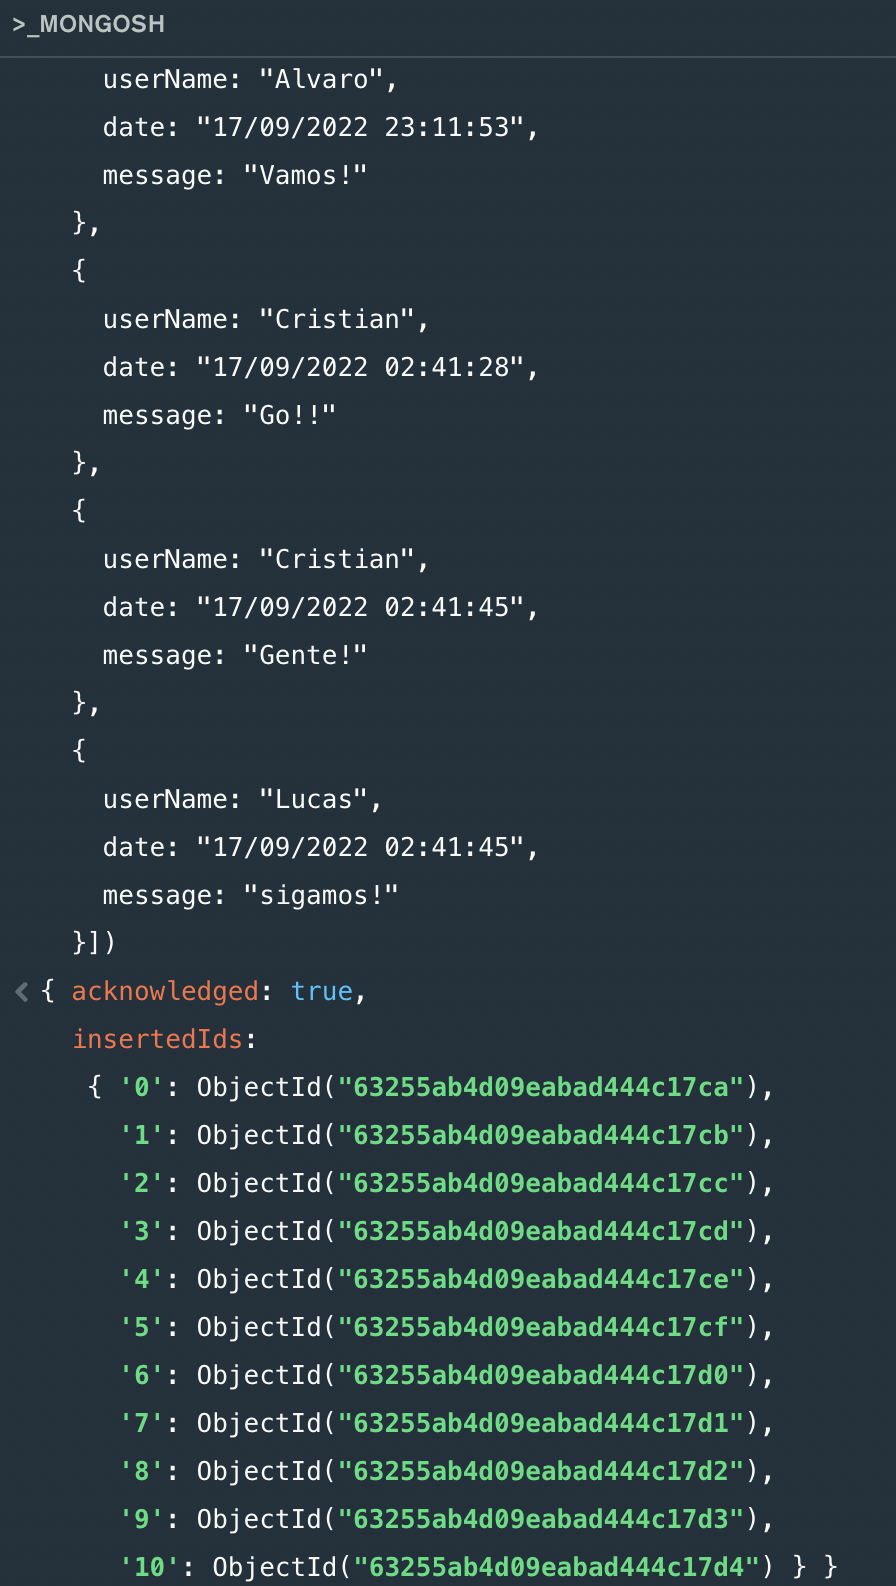 >_MONGOSH
userName: "Alvaro",
date: "17/09/2022 23:11:53",
message: "Vamos!"
},
{
userName: "Cristian",
date: "17/09/2022 02:41:28",
message: "Go!!"
},
{
userName: "Cristian",
date: "17/09/2022 02:41:45",
message: "Gente!"
},
{
userName: "Lucas",
date: "17/09/2022 02:41:45",
message: "sigamos!"
}])
< { acknowledged: true,
insertedIds:
{ '0': ObjectId("63255ab4d09eabad444c17ca"),
'1': ObjectId("63255ab4d09eabad444c17cb"),
'2': ObjectId("63255ab4d09eabad444c17cc"),
'3': ObjectId("63255ab4d09eabad444c17cd"),
'4': ObjectId("63255ab4d09eabad444c17ce"),
'5': ObjectId("63255ab4d09eabad444c17cf"),
'6': ObjectId("63255ab4d09eabad444c17d0"),
'7': ObjectId("63255ab4d09eabad444c17d1"),
'8': ObjectId("63255ab4d09eabad444c17d2"),
'9': ObjectId("63255ab4d09eabad444c17d3"),
'10': ObjectId("63255ab4d09eabad444c17d4") } }